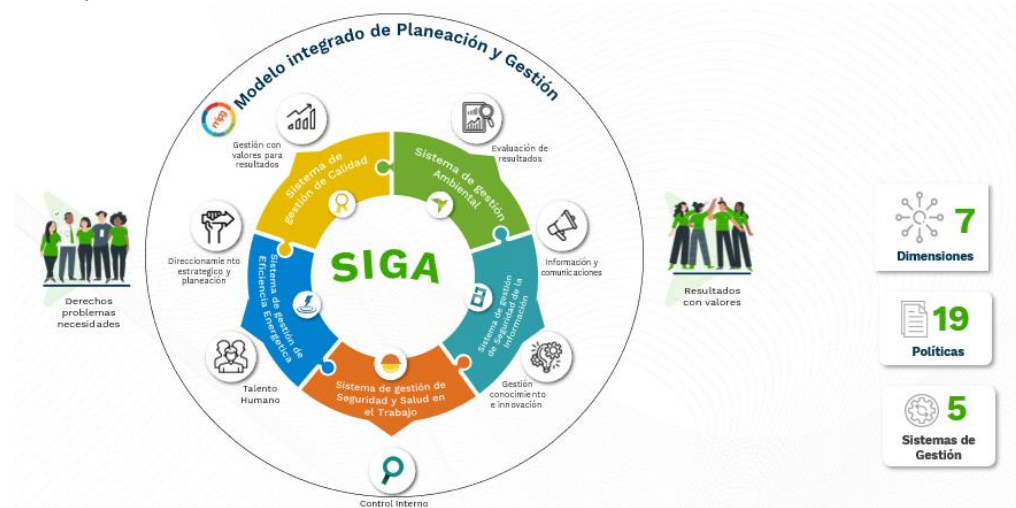 Modelo integrado de Planeación y Gestión
mipg
Gestión con
valores para
resultados
Evaluación de
resultados
Sistema de
gestión de Calidad
Sistema de gestión
Ambiental
Direccionamiento
estrategico y
planeación
Información y
comunicaciones
SIGA
Sistema de gestión de
Eficiencia Energetica
Sistema de gestión
de Seguridad de la
Información
Talento
Humano
Sistema de gestión de
Seguridad y Salud en
el Trabajo
Gestión
conocimiento
e innovación
Control Interno
Derechos
problemas
necesidades
Resultados
con valores
7
Dimensiones
19
Políticas
5
Sistemas de
Gestión